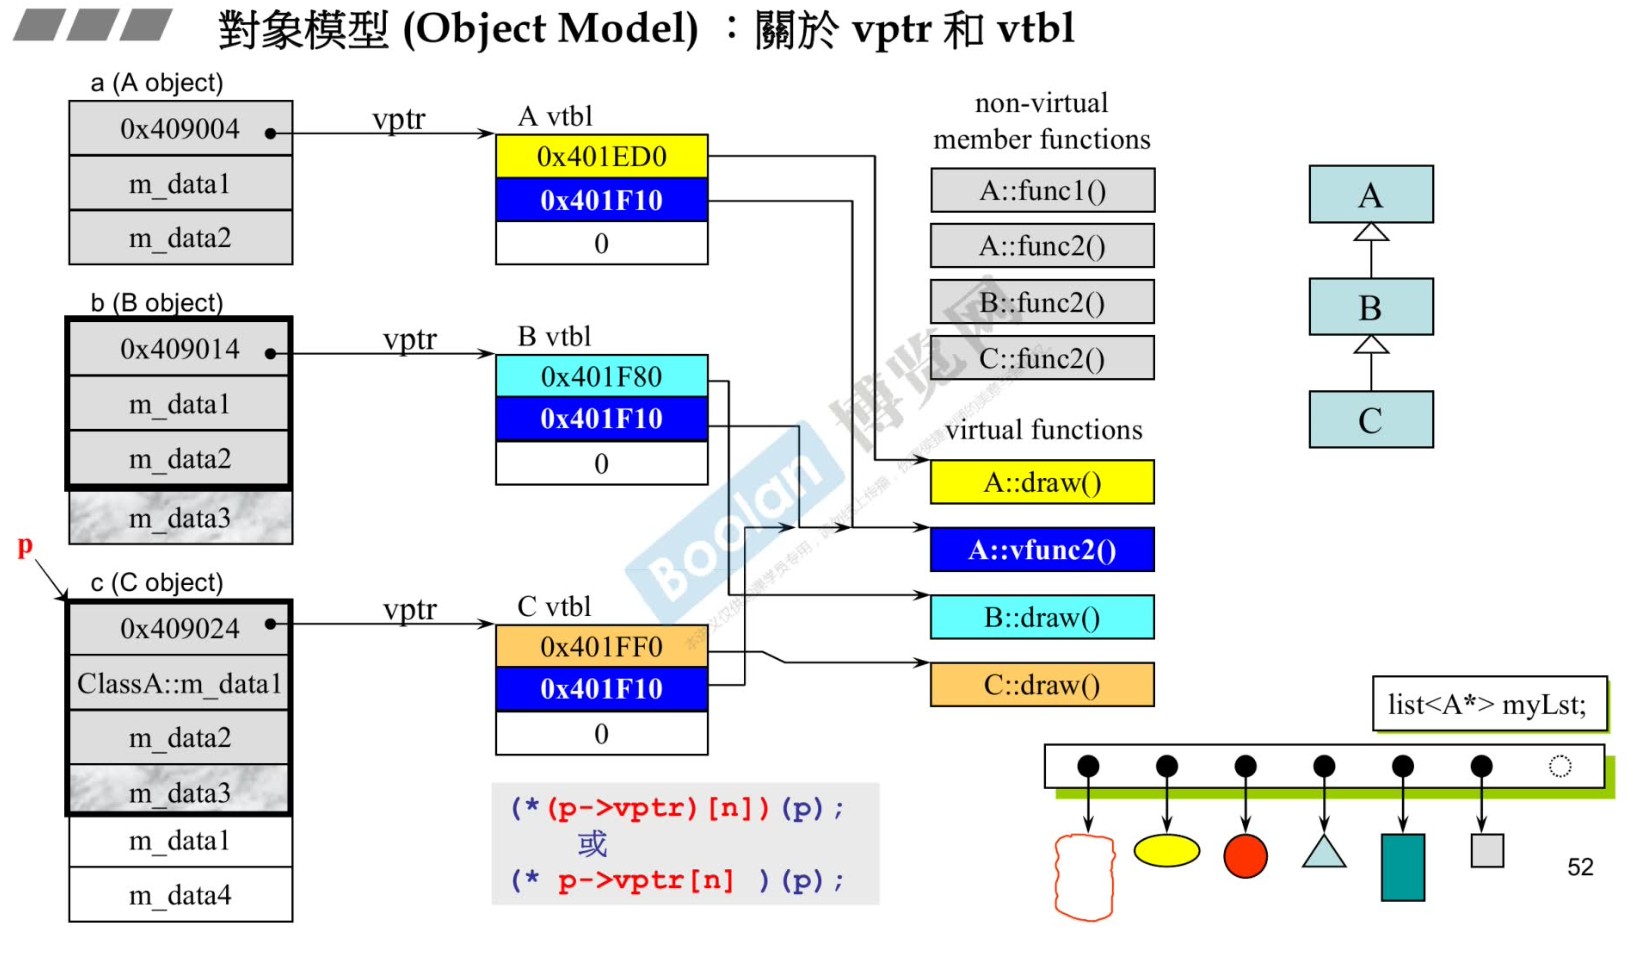 對象模型 (Object Model) ：關於 vptr 和 vtbl
a (A object)
0x409004
m_data1
m_data2
vptr
A vtbl
0x401ED0
0x401F10
0
b (B object)
0x409014
m_data1
m_data2
m_data3
vptr
B vtbl
0x401F80
0x401F10
0
p
c (C object)
0x409024
ClassA::m_data1
m_data2
m_data3
m_data1
m_data4
vptr
C vtbl
0x401FF0
0x401F10
0
(*(p->vptr)[n])(p);
或
(* p->vptr[n] )(p);
non-virtual
member functions
A::func1()
A::func2()
B::func2()
C::func2()
virtual functions
A::draw()
A::vfunc2()
B::draw()
C::draw()
A
B
C
list<A*> myLst;
52
Boolan
博览网